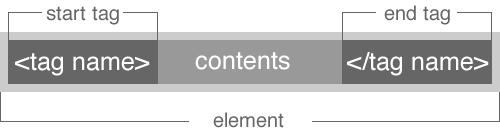 start tag end tag
<tag name> contents </tag name>
element